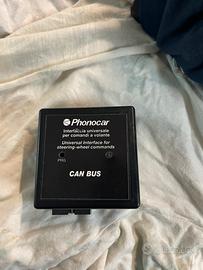 Phonocar
Interfaccia universale
per comandi a volante
Universal Interface for
steering-wheel commands
PRG
CAN BUS